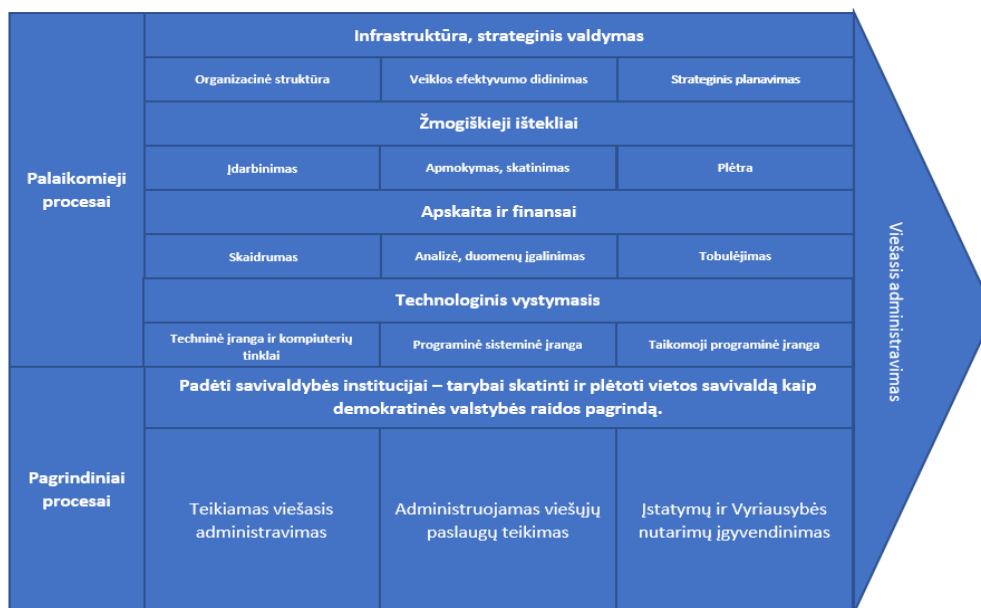 Infrastruktūra, strateginis valdymas
Organizacinė struktūra
Veiklos efektyvumo didinimas
Strateginis planavimas
Žmogiškieji ištekliai
Palaikomieji
procesai
Įdarbinimas
Apmokymas, skatinimas
Plėtra
Apskaita ir finansai
Skaidrumas
Analizė, duomenų įgalinimas
Tobulėjimas
Technologinis vystymasis
Techninė įranga ir kompiuterių
tinklai
Programinė sisteminė įranga
Taikomoji programinė įranga
Padėti savivaldybės institucijai – tarybai skatinti ir plėtoti vietos savivaldą kaip
demokratinės valstybės raidos pagrindą.
Pagrindiniai
procesai
Teikiamas viešasis
administravimas
Administruojamas viešųjų
paslaugų teikimas
Įstatymų ir Vyriausybės
nutarimų įgyvendinimas
Viešasis administravimas